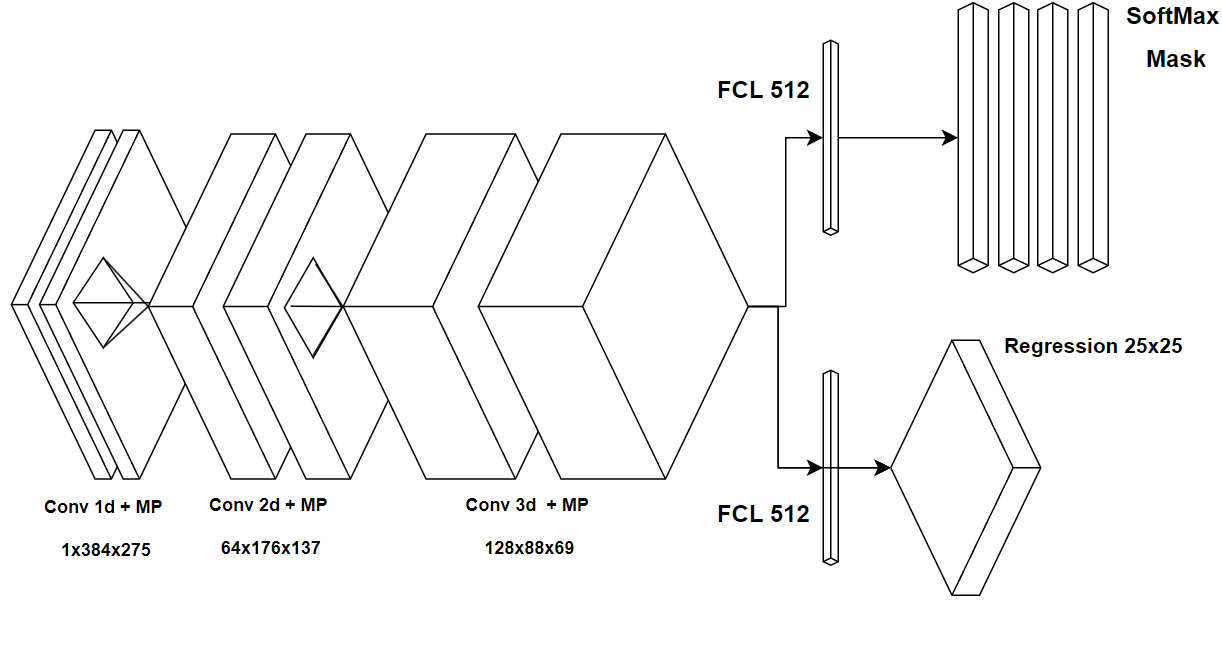 SoftMax
Mask
FCL 512
Regression 25x25
Conv 1d + MP
1x384x275
Conv 2d + MP
64x176x137
Conv 3d  + MP
128x88x69
FCL 512